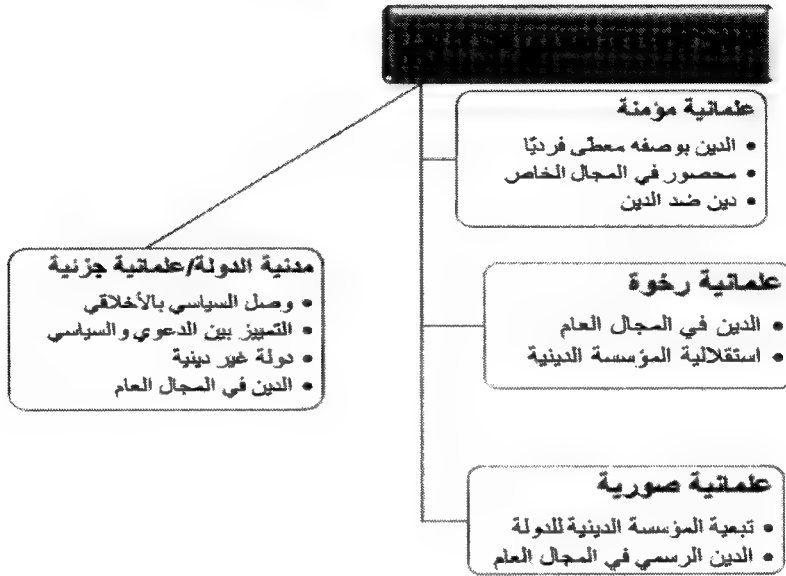 علمانية مؤمنة
• الدين بوصفه معطى فرديًا
• محصور في المجال الخاص
• دين ضد الدين
علمانية رخوة
• الدين في المجال العام
• استقلالية المؤسسة الدينية
علمانية صورية
• تبعية المؤسسة الدينية للدولة
• الدين الرسمي في المجال العام
مدنية الدولة/علمانية جزئية
• وصل السياسي بالأخلاقي
• التمييز بين الدعوي والسياسي
• دولة غير دينية
• الدين في المجال العام